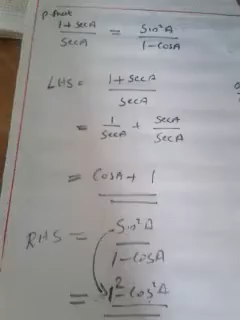 p. Prove
1+secA/secA = Sin²A/1-CosA
LHS = 1+secA/secA
= 1/secA + secA/secA
= CosA + 1
RHS = Sin²A/1-CosA
= 1²-Cos²A